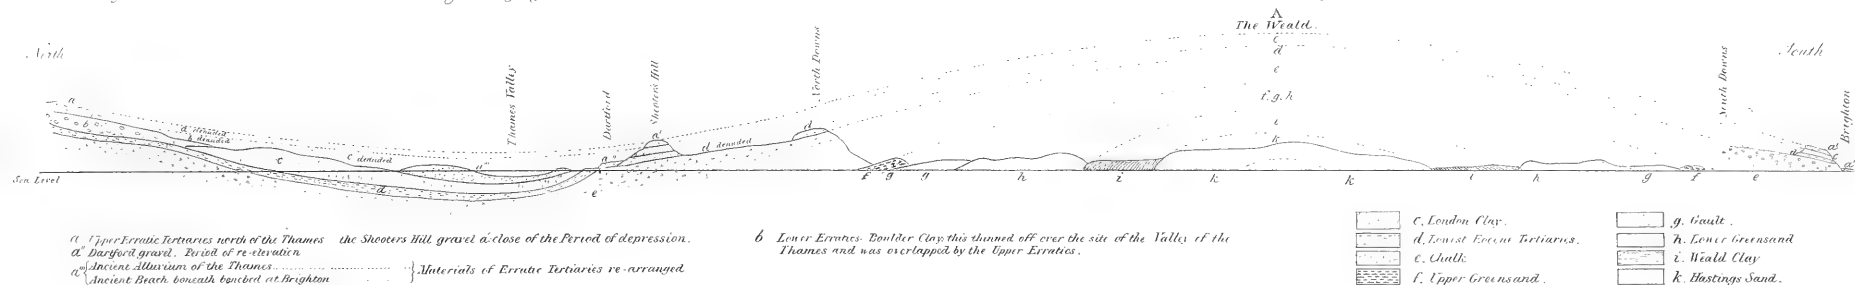 A
The Weald.
North
South
Thames Valley
Dartford
Shooters Hill
North Downs
South Downs
Brighton
c
d
e
f.g.h
i
k
a
b
a denuded
b denuded
c
c denuded
a'''
a''
a'
d denuded
d
d
e
Sea Level
f g g h i k k i h g f e
a Upper Erratic Tertiaries north of the Thames the Shooters Hill gravel a' close of the Period of depression.
a'' Dartford gravel. Period of re-elevation
a''' { Ancient Alluvium of the Thames } Materials of Erratic Tertiaries re-arranged
Ancient Beach beneath at Brighton
b Lower Erratics. Boulder Clay, this thinned off over the site of the Valley of the
Thames and was overlapped by the Upper Erratics.
c. London Clay.
d. Lowest Eocene Tertiaries.
e. Chalk
f. Upper Greensand.
g. Gault.
h. Lower Greensand
i. Weald Clay
k. Hastings Sand.